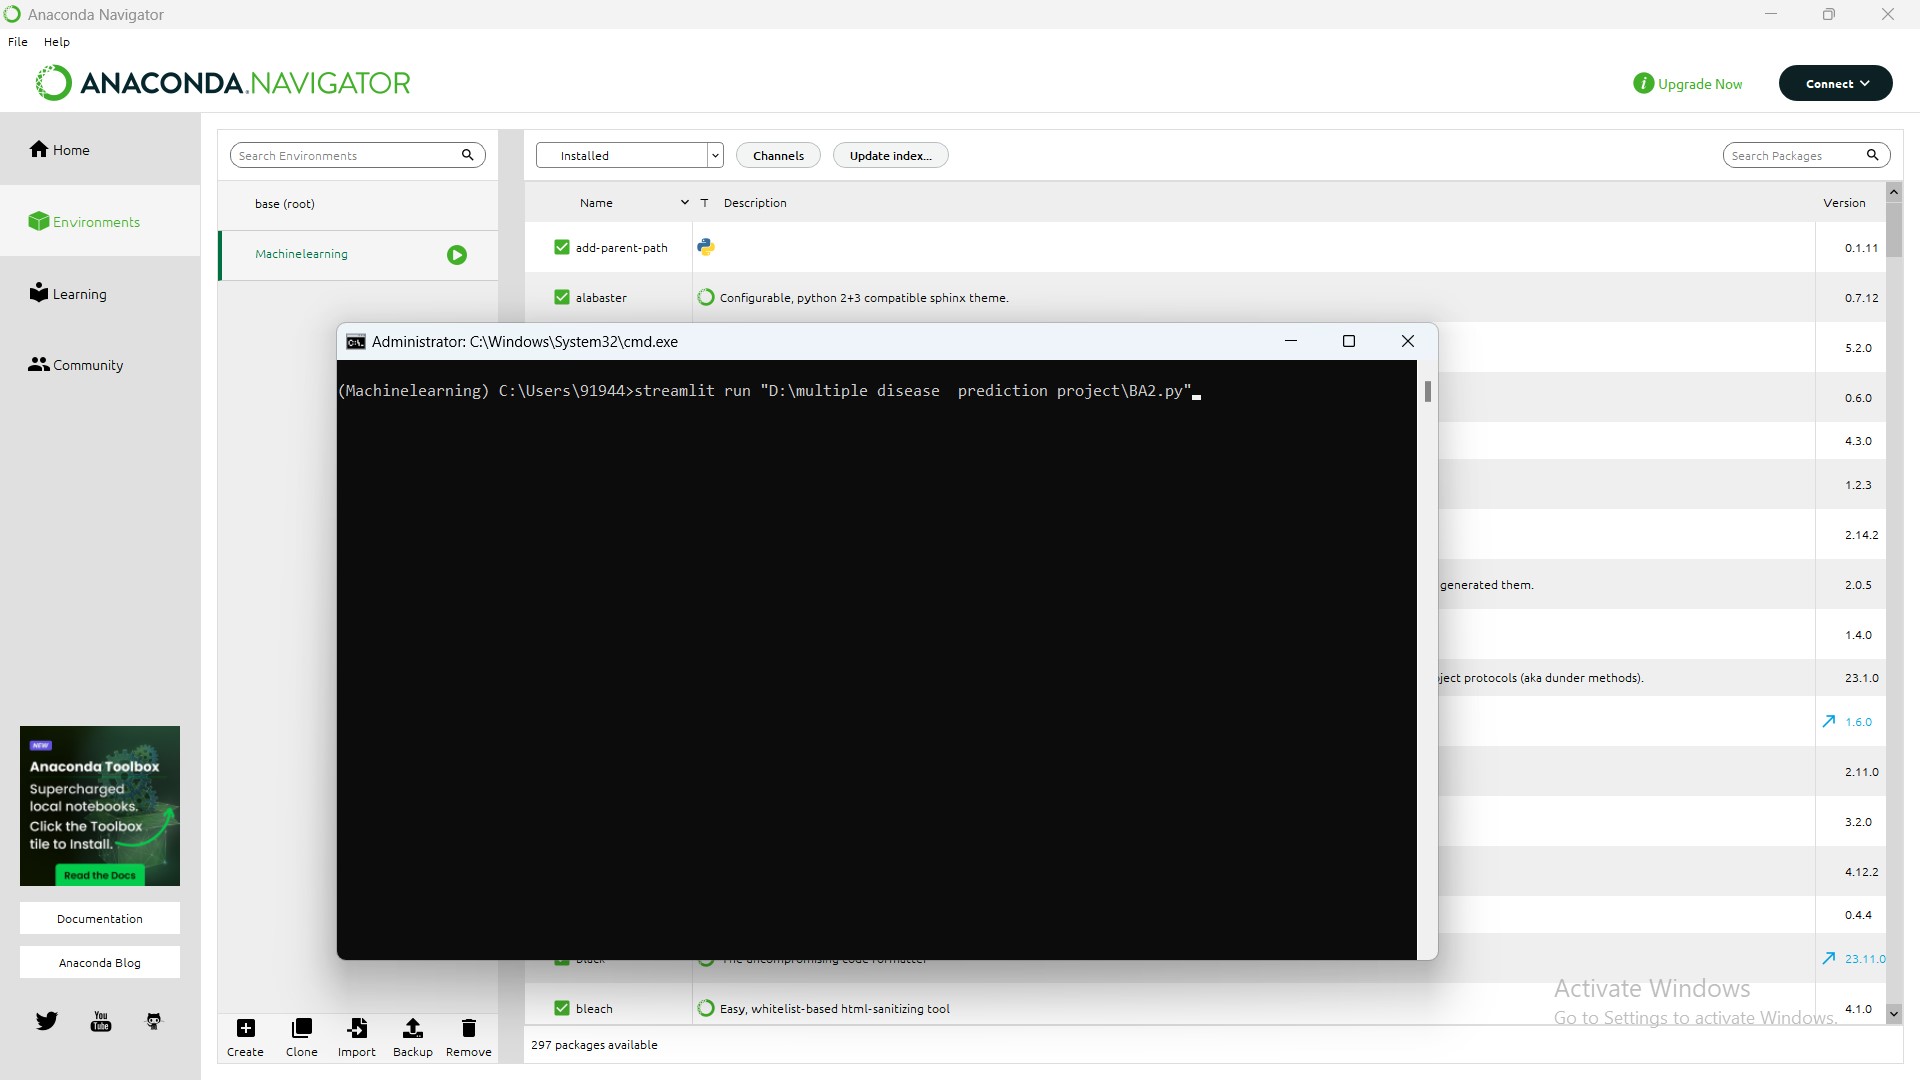 Anaconda Navigator
File Help
ANACONDA.NAVIGATOR
Upgrade Now
Connect
Home
Environments
Learning
Community
NEW
Anaconda Toolbox
Supercharged
local notebooks.
Click the Toolbox
tile to Install.
Read the Docs
Documentation
Anaconda Blog
You
Tube
Search Environments
base (root)
Machinelearning
Create Clone Import Backup Remove
Installed
Channels
Update index...
Search Packages
Name T Description Version
add-parent-path 0.1.11
alabaster Configurable, python 2+3 compatible sphinx theme. 0.7.12
5.2.0
0.6.0
4.3.0
1.2.3
2.14.2
generated them. 2.0.5
1.4.0
ject protocols (aka dunder methods). 23.1.0
1.6.0
2.11.0
3.2.0
4.12.2
0.4.4
black The uncompromising code formatter 23.11.0
bleach Easy, whitelist-based html-sanitizing tool 4.1.0
297 packages available
Administrator: C:\Windows\System32\cmd.exe
(Machinelearning) C:\Users\91944>streamlit run "D:\multiple disease  prediction project\BA2.py"
Activate Windows
Go to Settings to activate Windows.